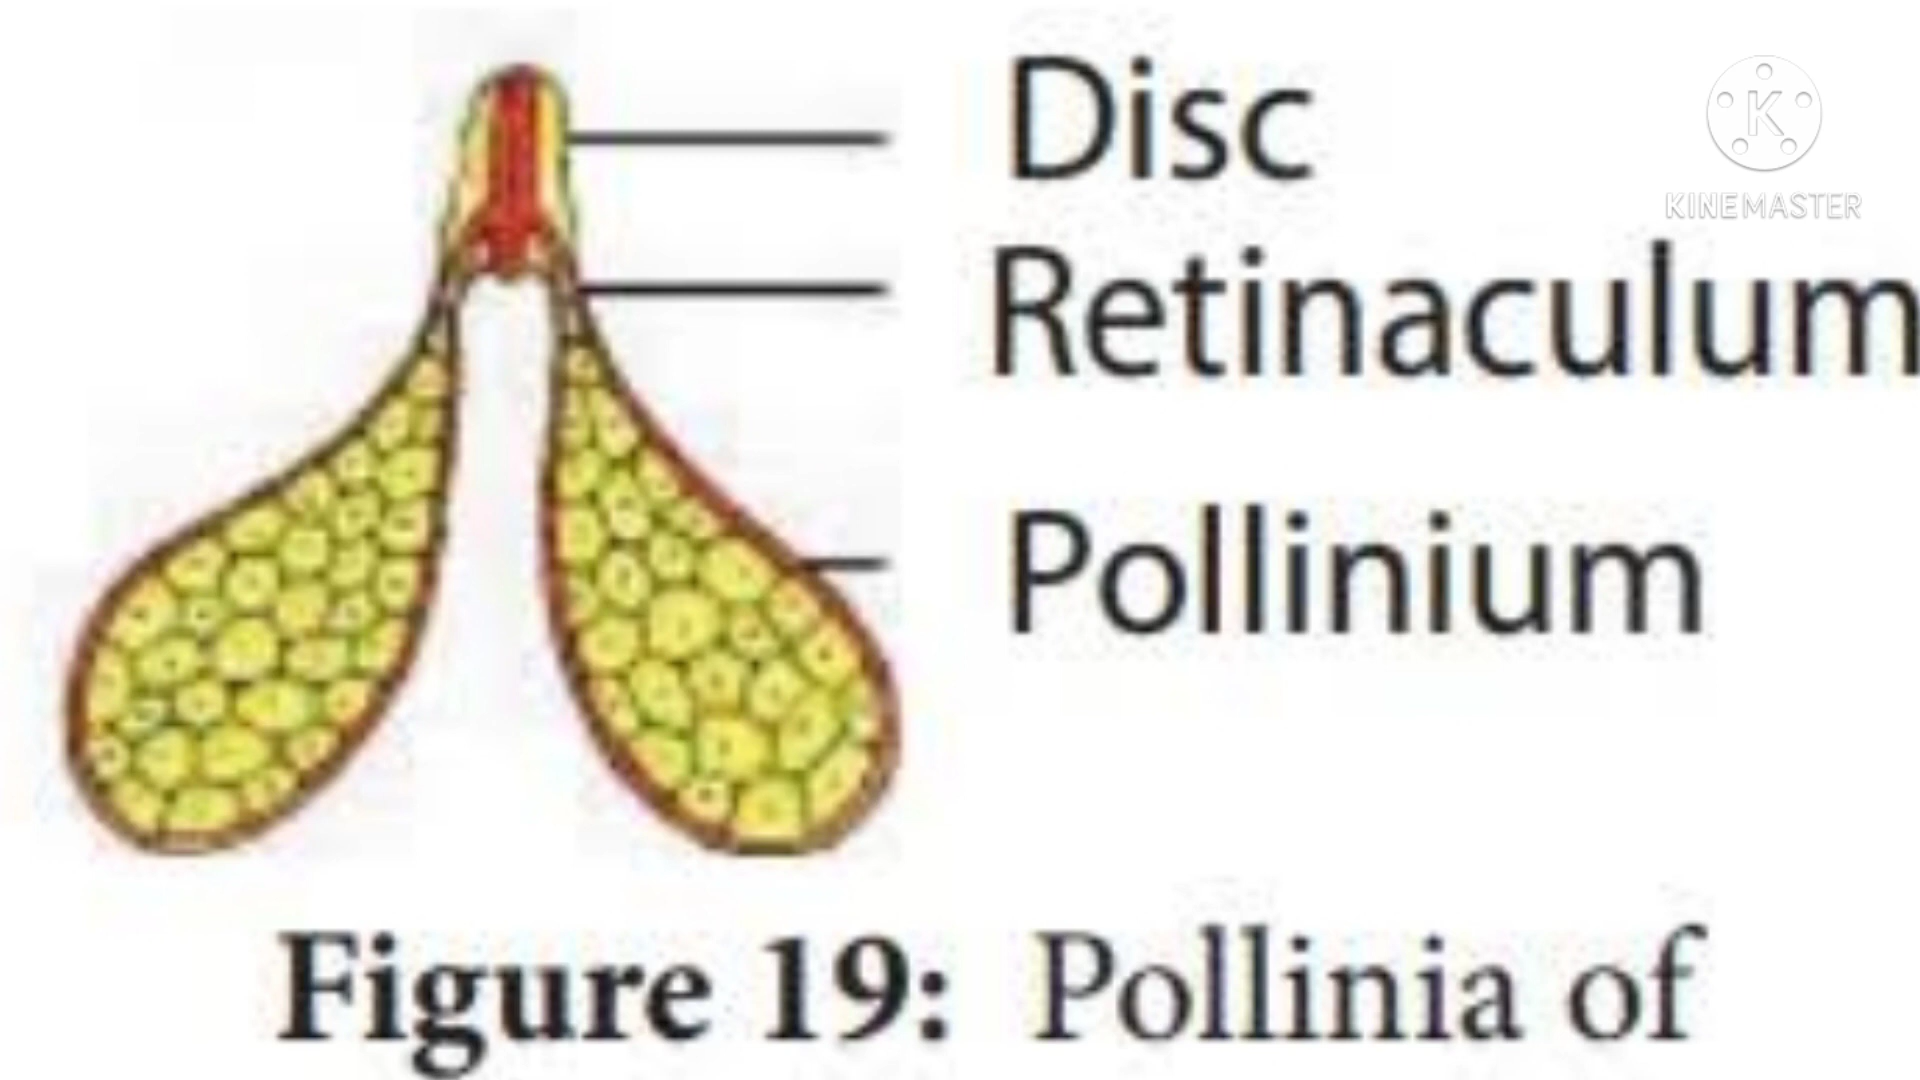 Disc
K
KINEMASTER
Retinaculum
Pollinium
Figure 19: Pollinia of